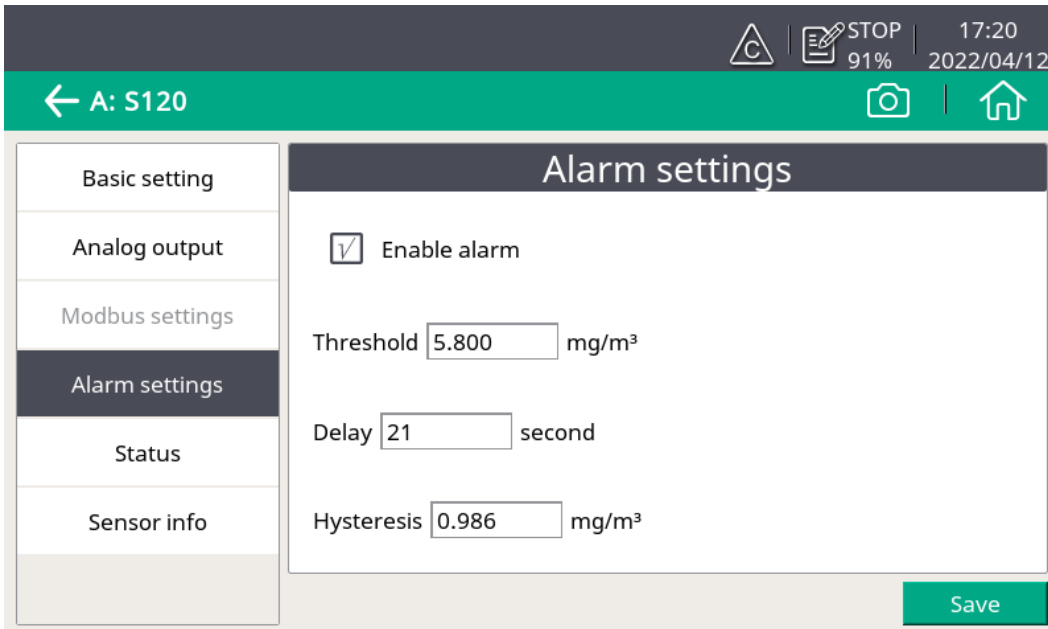 C
STOP
91%
17:20
2022/04/12
A: S120
Basic setting
Analog output
Modbus settings
Alarm settings
Status
Sensor info
Alarm settings
√ Enable alarm
Threshold 5.800 mg/m³
Delay 21 second
Hysteresis 0.986 mg/m³
Save